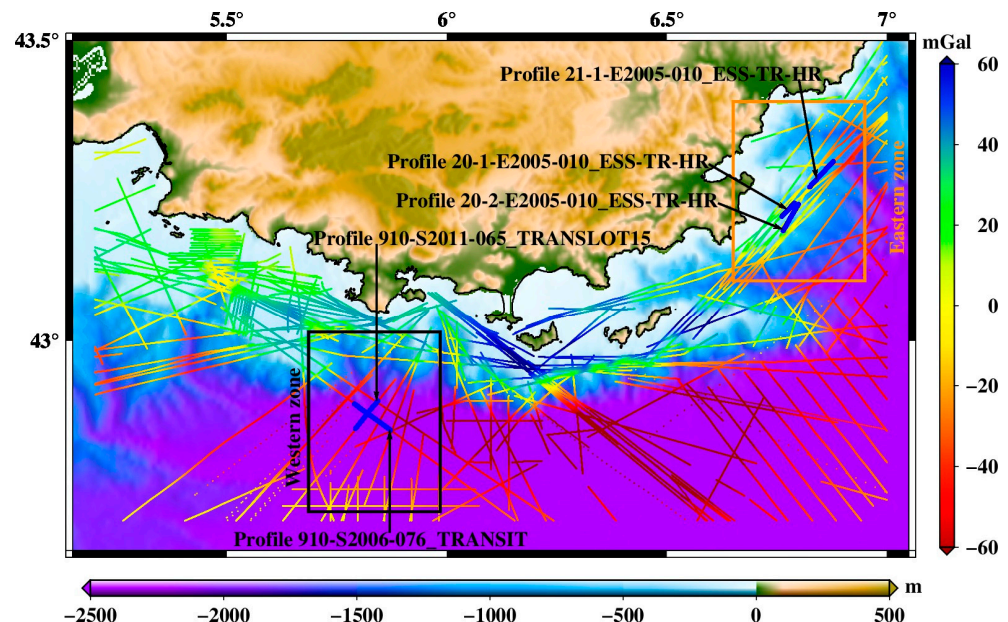 5.5° 6° 6.5° 7°
43.5°
mGal
60
Profile 21-1-E2005-010_ESS-TR-HR
40
Profile 20-1-E2005-010_ESS-TR-HR
Profile 20-2-E2005-010_ESS-TR-HR
20
Eastern zone
Profile 910-S2011-065_TRANSLOT15
0
43°
−20
Western zone
−40
Profile 910-S2006-076_TRANSIT
−60
m
−2500 −2000 −1500 −1000 −500 0 500